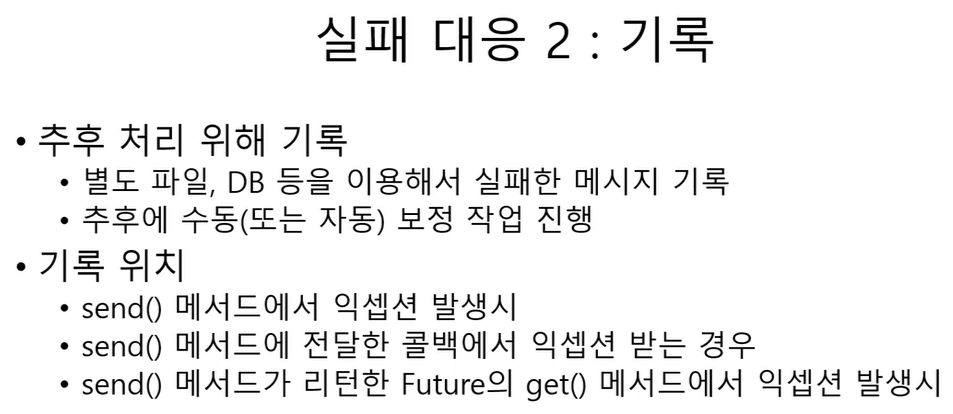 실패 대응 2 : 기록
• 추후 처리 위해 기록
• 별도 파일, DB 등을 이용해서 실패한 메시지 기록
• 추후에 수동(또는 자동) 보정 작업 진행
• 기록 위치
• send() 메서드에서 익셉션 발생시
• send() 메서드에 전달한 콜백에서 익셉션 받는 경우
• send() 메서드가 리턴한 Future의 get() 메서드에서 익셉션 발생시